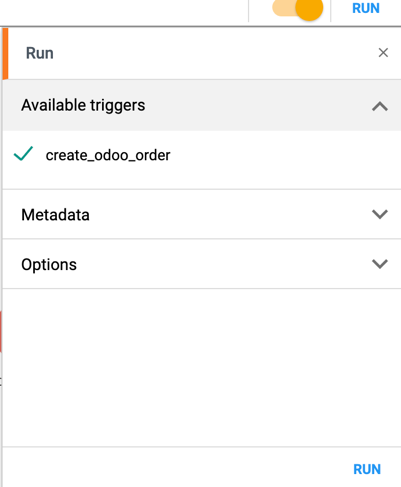 RUN
Run
Available triggers
create_odoo_order
Metadata
Options
RUN